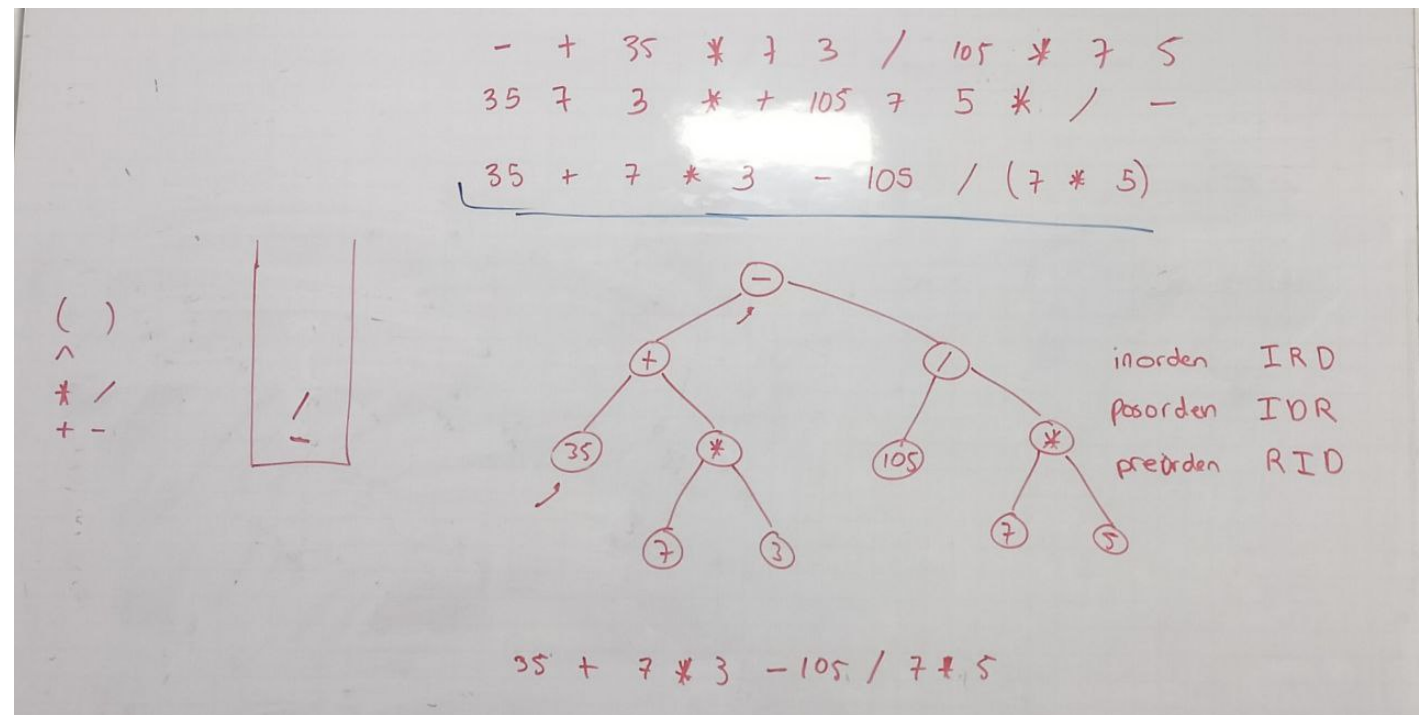 - + 35 * 7 3 / 105 * 7 5
35 7 3 * + 105 7 5 * / -
35 + 7 * 3 - 105 / (7 * 5)
( )
^
* /
+ -
/
-
-
+ /
35 * 105 *
7 3 7 5
inorden IRD
posorden IDR
preorden RID
35 + 7 * 3 - 105 / 7 * 5